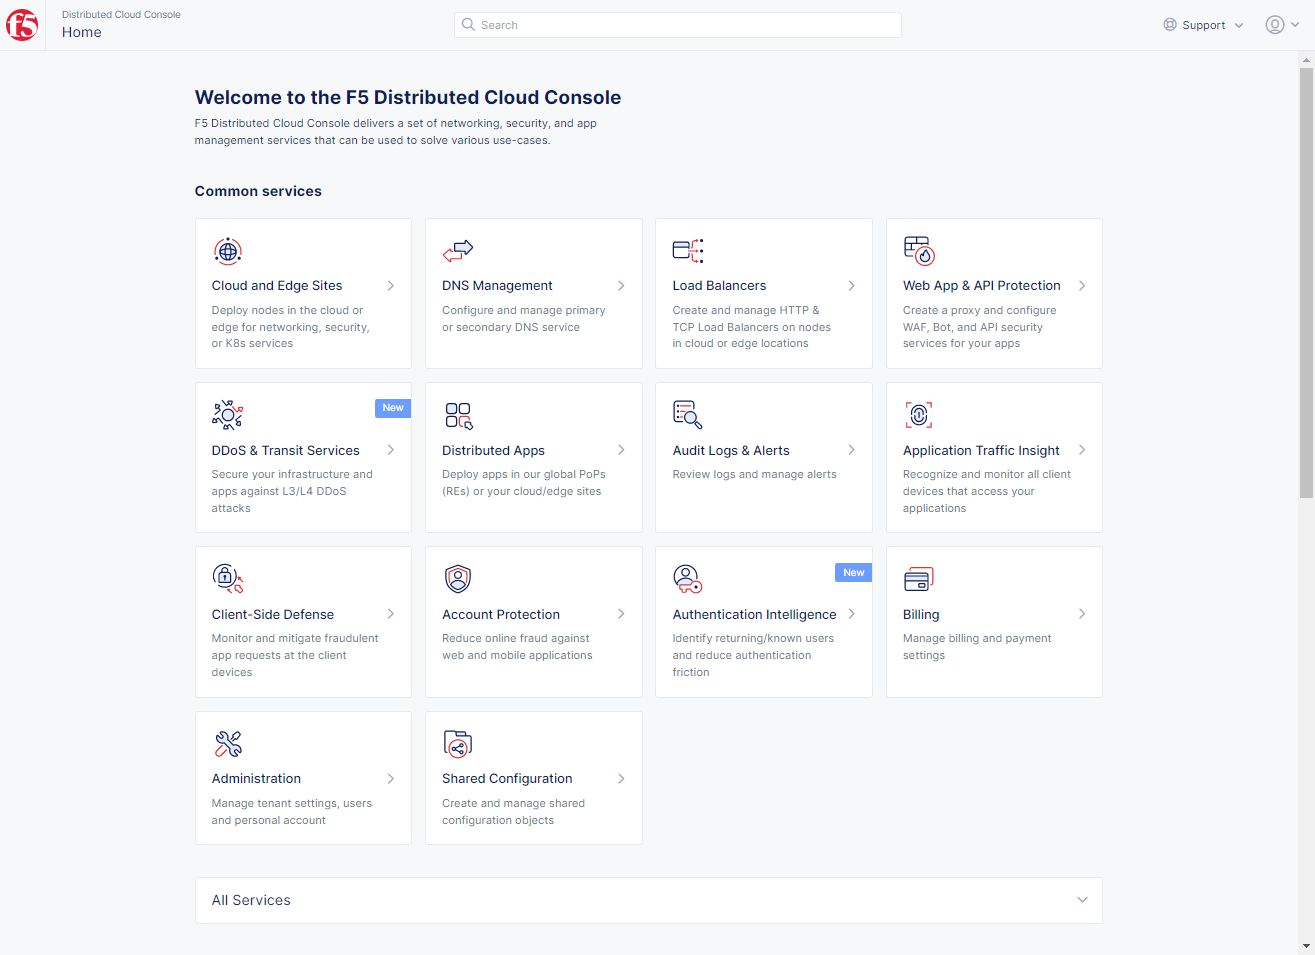 f5
Distributed Cloud Console
Home
Search
Support
Welcome to the F5 Distributed Cloud Console
F5 Distributed Cloud Console delivers a set of networking, security, and app
management services that can be used to solve various use-cases.
Common services
Cloud and Edge Sites
Deploy nodes in the cloud or
edge for networking, security,
or K8s services
DNS Management
Configure and manage primary
or secondary DNS service
Load Balancers
Create and manage HTTP &
TCP Load Balancers on nodes
in cloud or edge locations
Web App & API Protection
Create a proxy and configure
WAF, Bot, and API security
services for your apps
New
DDoS & Transit Services
Secure your infrastructure and
apps against L3/L4 DDoS
attacks
Distributed Apps
Deploy apps in our global PoPs
(REs) or your cloud/edge sites
Audit Logs & Alerts
Review logs and manage alerts
Application Traffic Insight
Recognize and monitor all client
devices that access your
applications
Client-Side Defense
Monitor and mitigate fraudulent
app requests at the client
devices
Account Protection
Reduce online fraud against
web and mobile applications
New
Authentication Intelligence
Identify returning/known users
and reduce authentication
friction
Billing
Manage billing and payment
settings
Administration
Manage tenant settings, users
and personal account
Shared Configuration
Create and manage shared
configuration objects
All Services